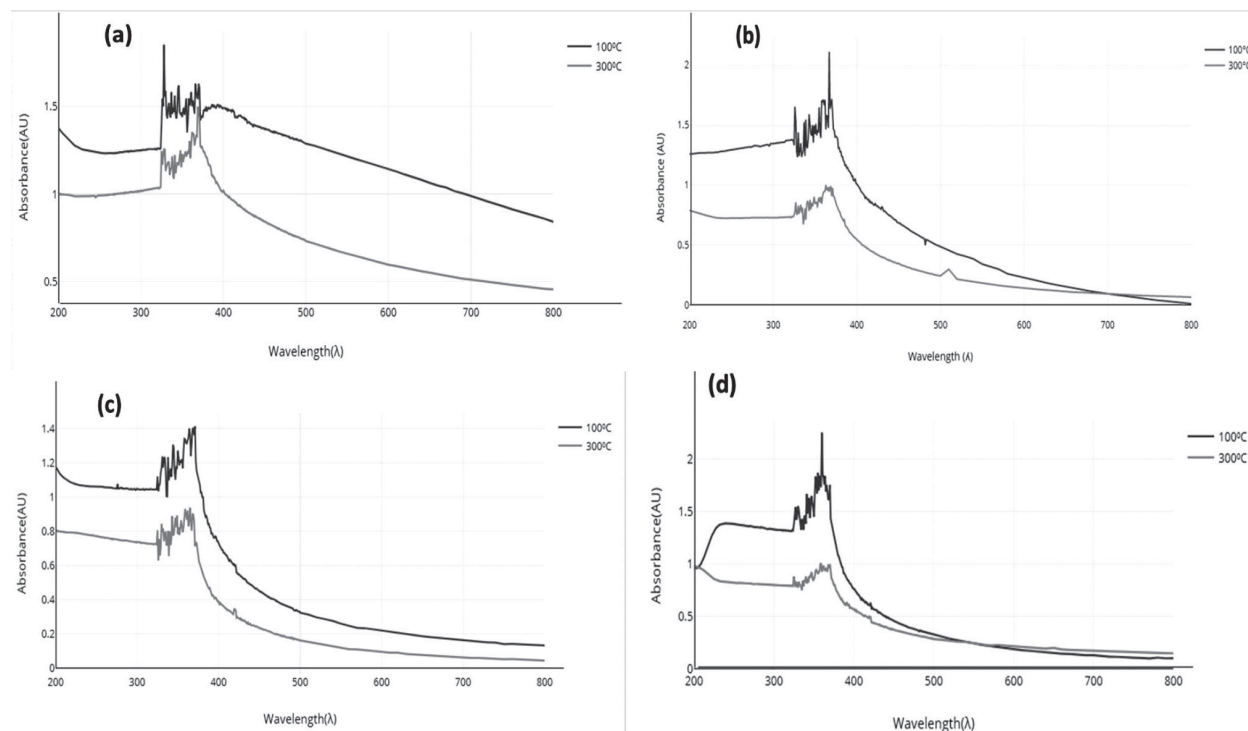 (a)
100ºC
300ºC
Absorbance(AU)
1.5
1
0.5
200 300 400 500 600 700 800
Wavelength(λ)
(b)
100°C
300°C
Absorbance (AU)
2
1.5
1
0.5
0
200 300 400 500 600 700 800
Wavelength (λ)
(c)
100ºC
300ºC
Absorbance(AU)
1.4
1.2
1
0.8
0.6
0.4
0.2
0
200 300 400 500 600 700 800
Wavelength(λ)
(d)
100ºC
300ºC
Absorbance(AU)
2
1.5
1
0.5
0
200 300 400 500 600 700 800
Wavelength(λ)